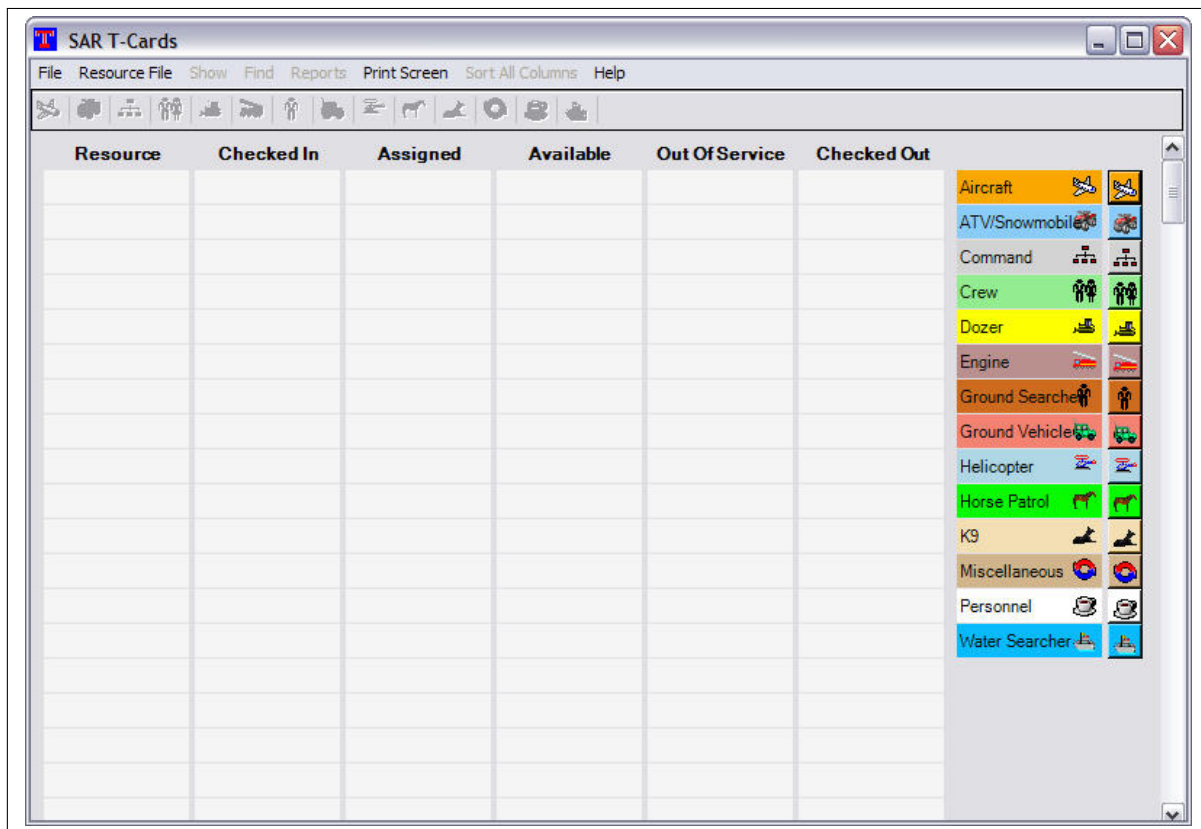 SAR T-Cards
File Resource File Show Find Reports Print Screen Sort All Columns Help
Resource Checked In Assigned Available Out Of Service Checked Out
Aircraft
ATV/Snowmobile
Command
Crew
Dozer
Engine
Ground Searcher
Ground Vehicle
Helicopter
Horse Patrol
K9
Miscellaneous
Personnel
Water Searcher